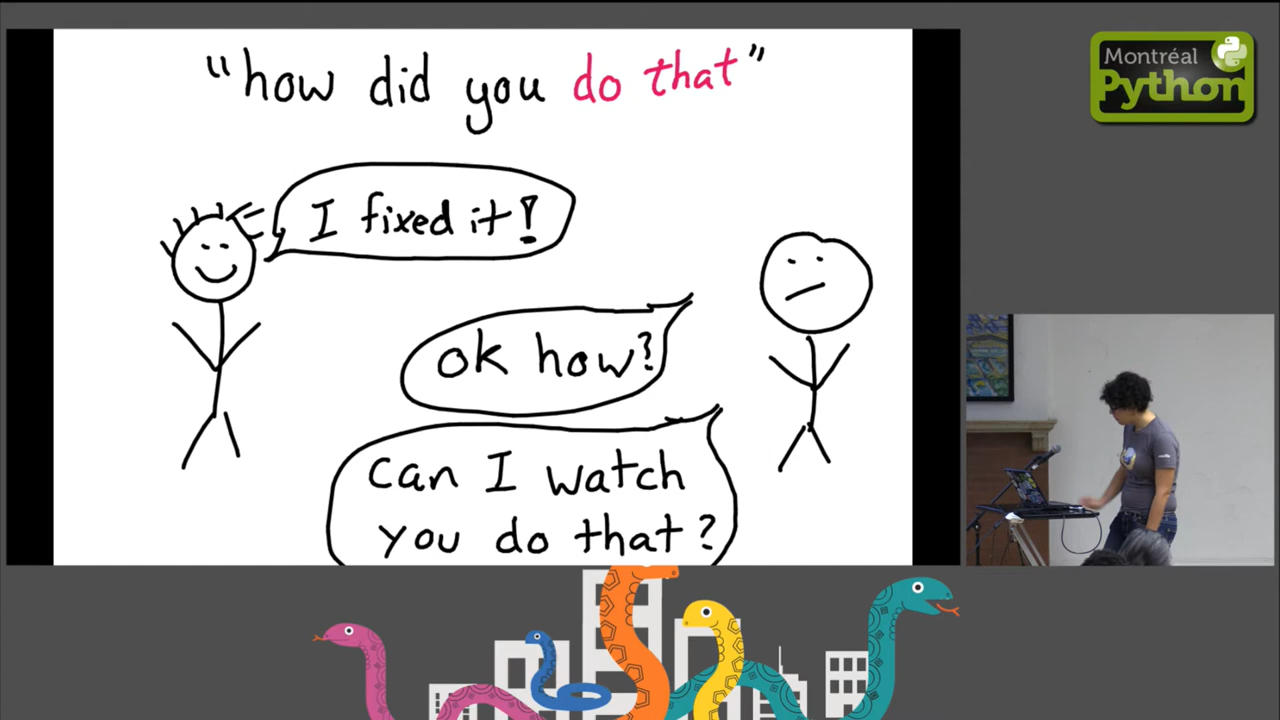 "how did you do that"
I fixed it!
ok how?
can I watch
you do that?
Montréal
Python